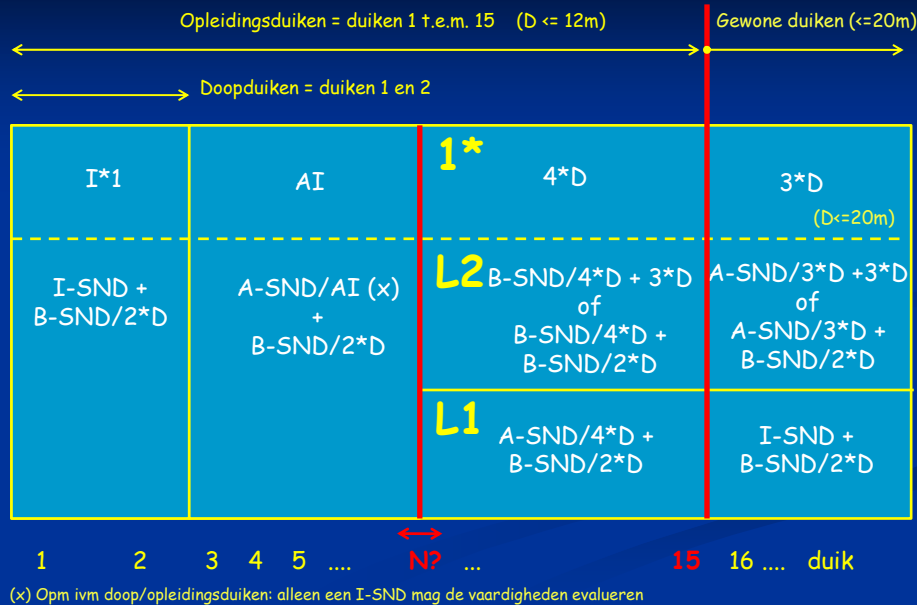 Opleidingsduiken = duiken 1 t.e.m. 15 (D <= 12m)
Gewone duiken (<=20m)
Doopduiken = duiken 1 en 2
1*
I*1
AI
4*D
3*D
(D<=20m)
L2
I-SND +
B-SND/2*D
A-SND/AI (x)
+
B-SND/2*D
B-SND/4*D + 3*D
of
B-SND/4*D +
B-SND/2*D
A-SND/3*D +3*D
of
A-SND/3*D +
B-SND/2*D
L1
A-SND/4*D +
B-SND/2*D
I-SND +
B-SND/2*D
1 2 3 4 5 .... N? ... 15 16 .... duik
(x) Opm ivm doop/opleidingsduiken: alleen een I-SND mag de vaardigheden evalueren